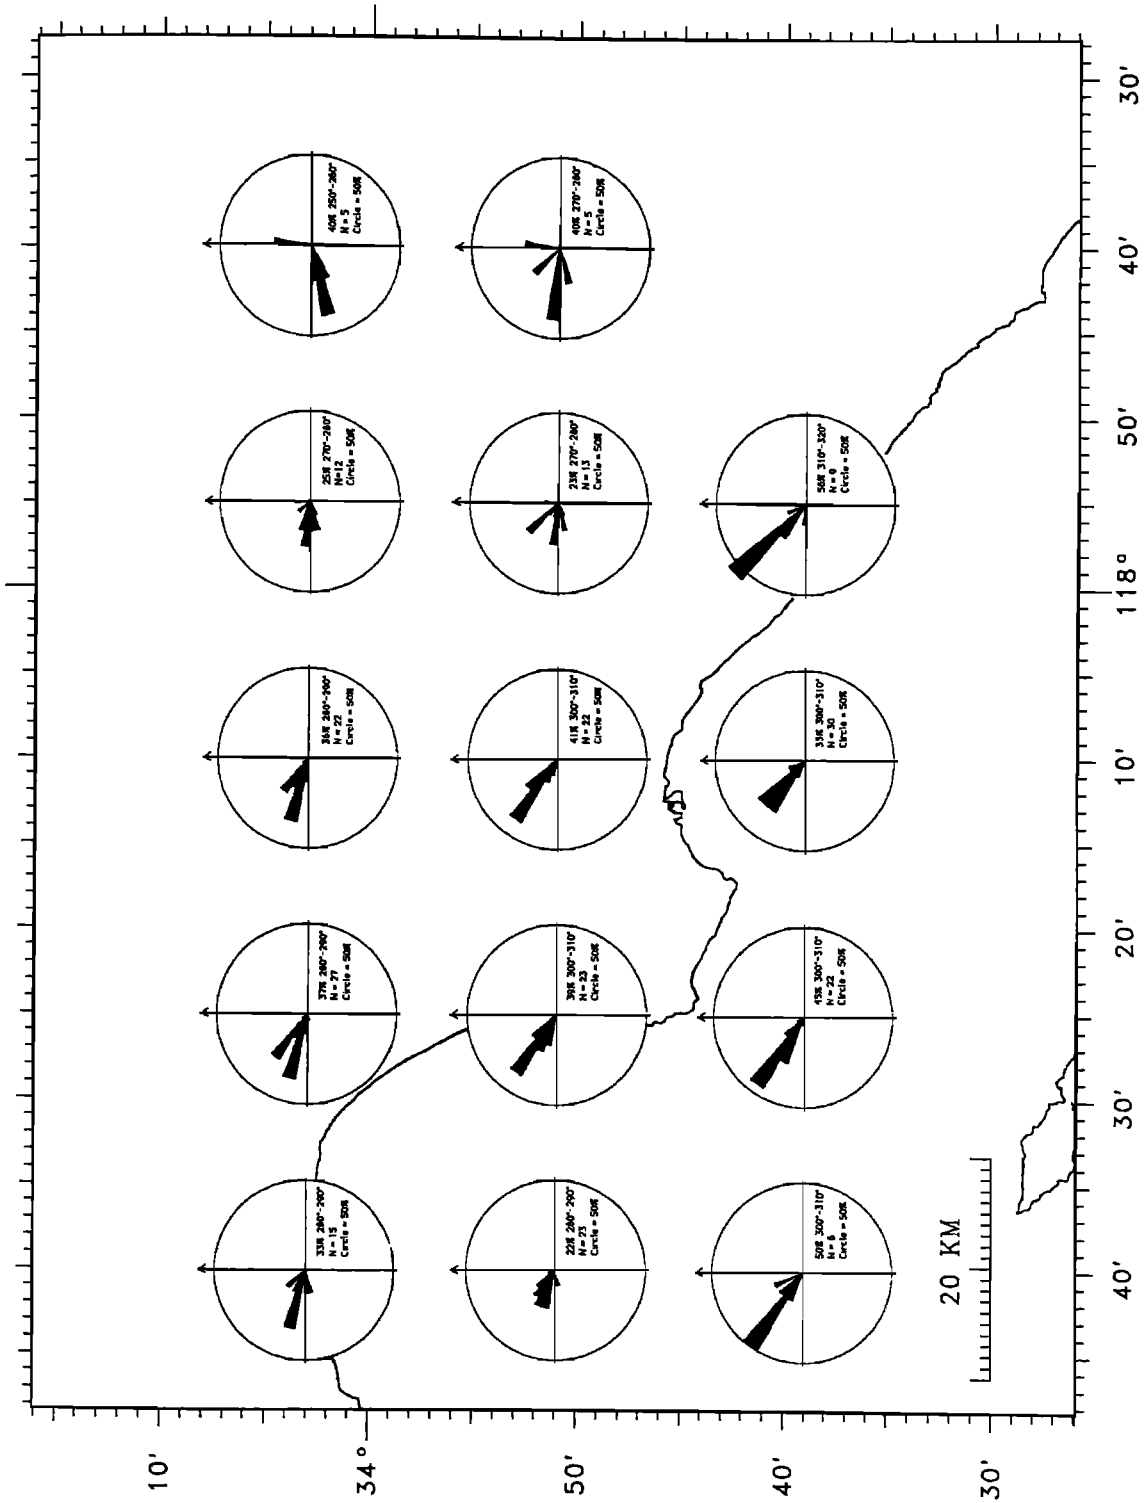 40% 250°-260°
N = 5
Circle = 50%
40% 270°-280°
N = 5
Circle = 50%
25% 270°-280°
N=12
Circle = 50%
23% 270°-280°
N = 13
Circle = 50%
56% 310°-320°
N = 9
Circle = 50%
36% 280°-290°
N = 22
Circle = 50%
41% 300°-310°
N = 22
Circle = 50%
33% 300°-310°
N = 30
Circle = 50%
37% 280°-290°
N = 27
Circle = 50%
39% 300°-310°
N = 23
Circle = 50%
45% 300°-310°
N = 22
Circle = 50%
33% 280°-290°
N = 15
Circle = 50%
22% 280°-290°
N = 23
Circle = 50%
50% 300°-310°
N = 6
Circle = 50%
20 KM
30'
40'
50'
118°
10'
20'
30'
40'
10'
34°
50'
40'
30'